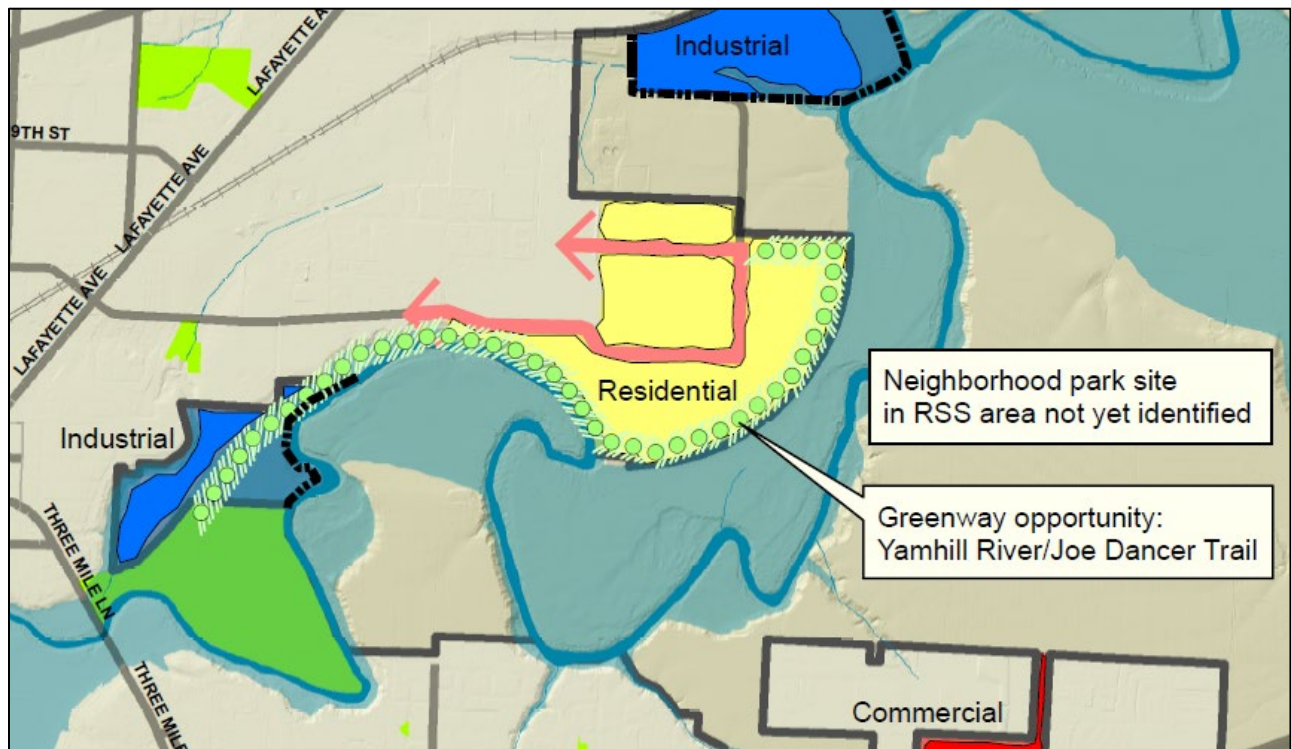 Industrial
LAFAYETTE A
9TH ST
LAFAYETTE AVE
LAFAYETTE AVE
Residential
Neighborhood park site
in RSS area not yet identified
Industrial
Greenway opportunity:
Yamhill River/Joe Dancer Trail
THREE MILE LN
THREE MILE
Commercial